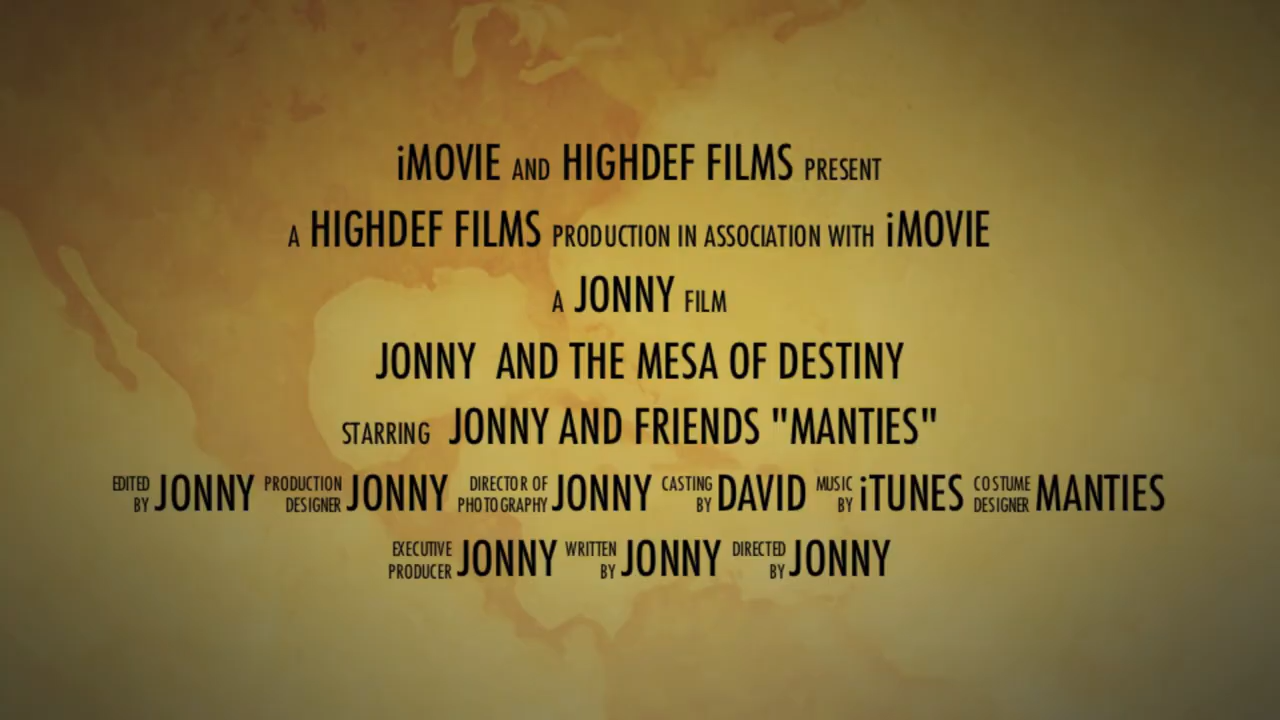 iMOVIE AND HIGHDEF FILMS PRESENT
A HIGHDEF FILMS PRODUCTION IN ASSOCIATION WITH iMOVIE
A JONNY FILM
JONNY AND THE MESA OF DESTINY
STARRING JONNY AND FRIENDS "MANTIES"
EDITED BY JONNY PRODUCTION DESIGNER JONNY DIRECTOR OF PHOTOGRAPHY JONNY CASTING BY DAVID MUSIC BY iTUNES COSTUME DESIGNER MANTIES
EXECUTIVE PRODUCER JONNY WRITTEN BY JONNY DIRECTED BY JONNY